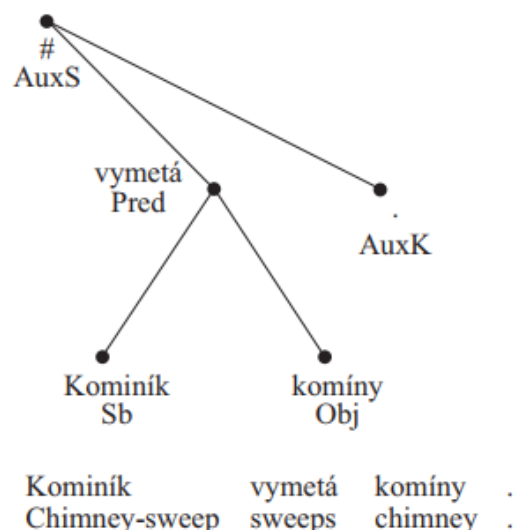 #
AuxS
vymetá
Pred
.
AuxK
Kominík
Sb
komíny
Obj
Kominík vymetá komíny .
Chimney-sweep sweeps chimney .